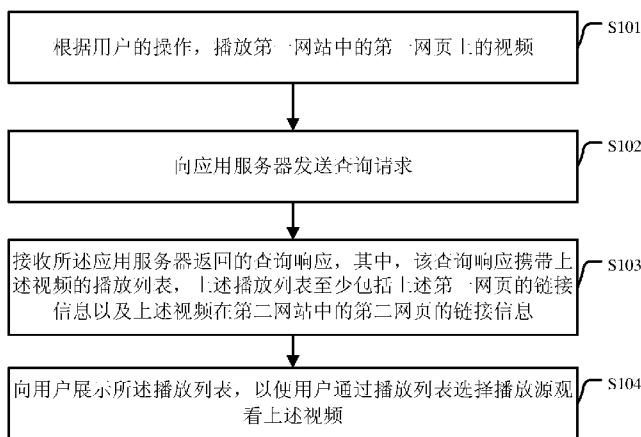 根据用户的操作，播放第一网站中的第一网页上的视频
S101
向应用服务器发送查询请求
S102
接收所述应用服务器返回的查询响应，其中，该查询响应携带上
述视频的播放列表，上述播放列表至少包括上述第一网页的链接
信息以及上述视频在第二网站中的第二网页的链接信息
S103
向用户展示所述播放列表，以便用户通过播放列表选择播放源观
看上述视频
S104